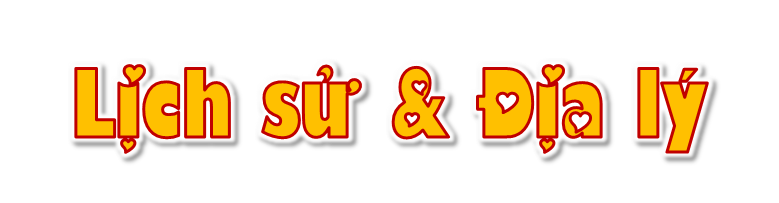 Lịch sử & Địa lý